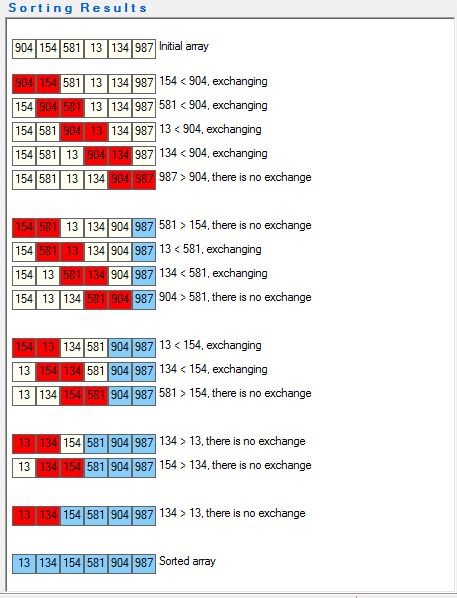 Sorting Results
904 154 581 13 134 987 Initial array
904 154 581 13 134 987 154 < 904, exchanging
154 904 581 13 134 987 581 < 904, exchanging
154 581 904 13 134 987 13 < 904, exchanging
154 581 13 904 134 987 134 < 904, exchanging
154 581 13 134 904 987 987 > 904, there is no exchange
154 581 13 134 904 987 581 > 154, there is no exchange
154 581 13 134 904 987 13 < 581, exchanging
154 13 581 134 904 987 134 < 581, exchanging
154 13 134 581 904 987 904 > 581, there is no exchange
154 13 134 581 904 987 13 < 154, exchanging
13 154 134 581 904 987 134 < 154, exchanging
13 134 154 581 904 987 581 > 154, there is no exchange
13 134 154 581 904 987 134 > 13, there is no exchange
13 134 154 581 904 987 154 > 134, there is no exchange
13 134 154 581 904 987 134 > 13, there is no exchange
13 134 154 581 904 987 Sorted array